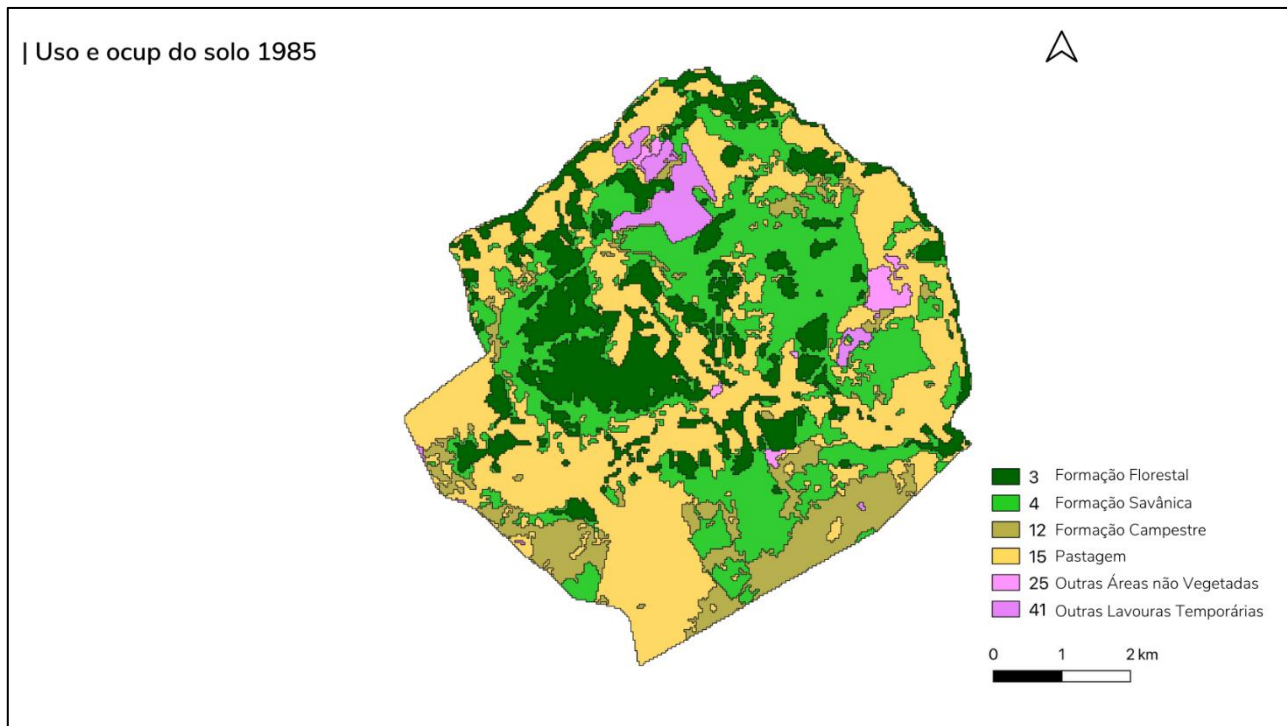 | Uso e ocup do solo 1985
3 Formação Florestal
4 Formação Savânica
12 Formação Campestre
15 Pastagem
25 Outras Áreas não Vegetadas
41 Outras Lavouras Temporárias
0 1 2 km